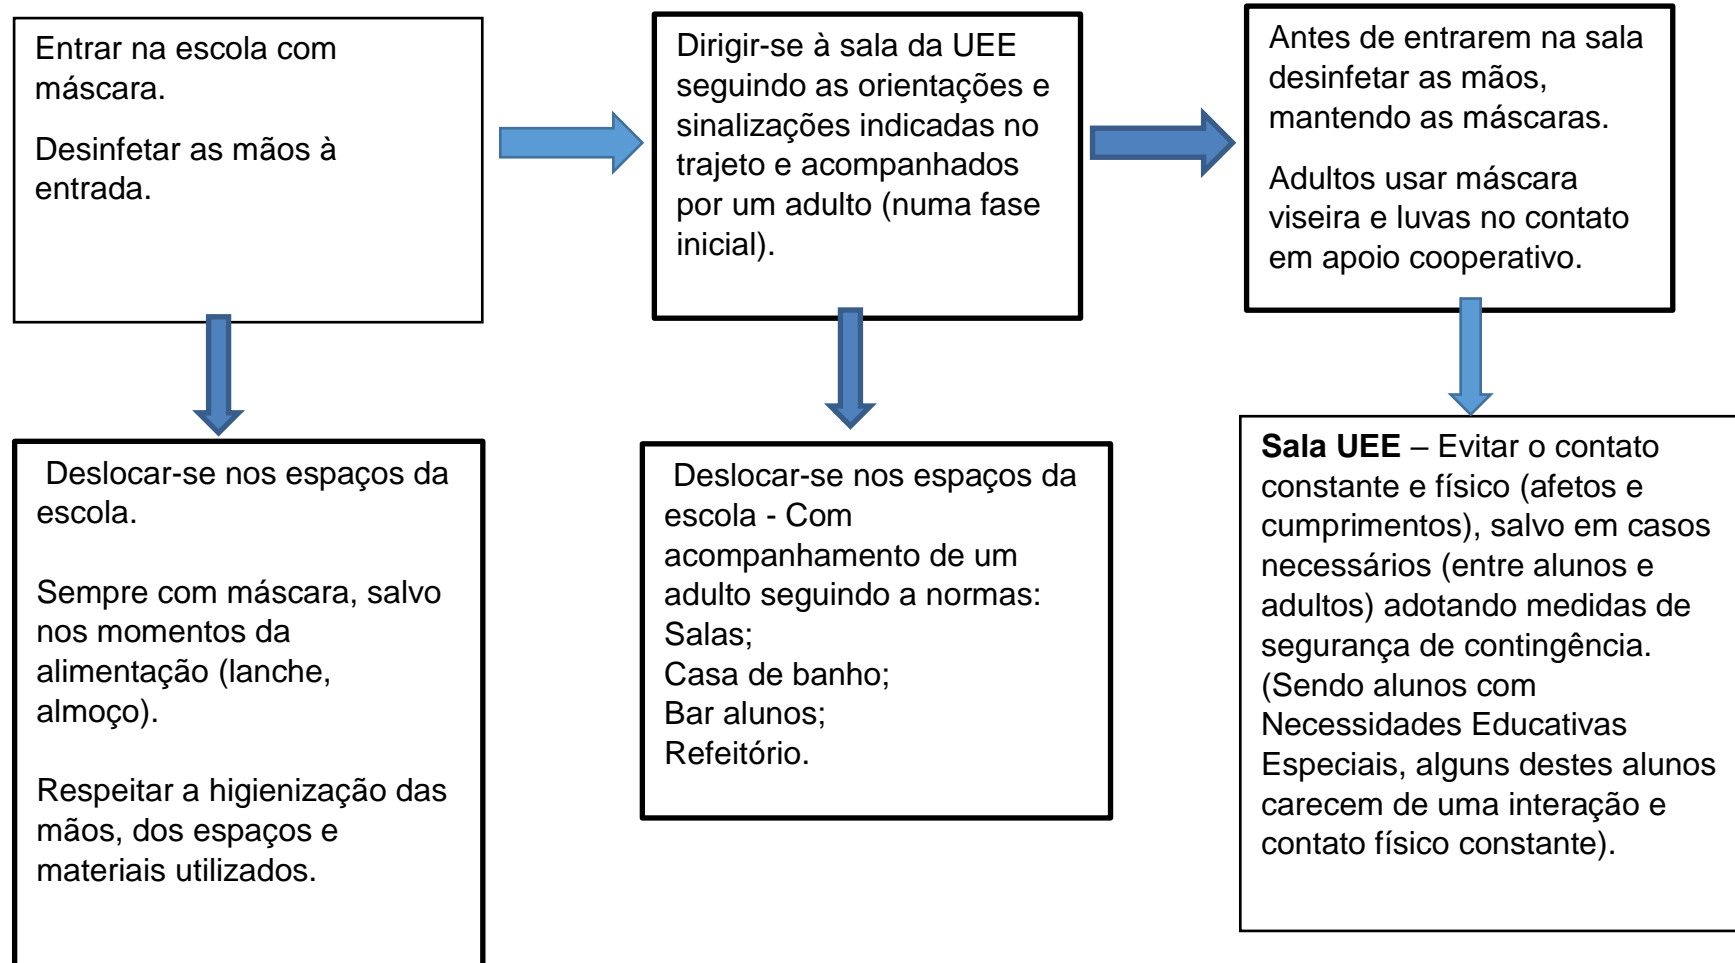 Entrar na escola com
máscara.
Desinfetar as mãos à
entrada.
Dirigir-se à sala da UEE
seguindo as orientações e
sinalizações indicadas no
trajeto e acompanhados
por um adulto (numa fase
inicial).
Antes de entrarem na sala
desinfetar as mãos,
mantendo as máscaras.
Adultos usar máscara
viseira e luvas no contato
em apoio cooperativo.
Deslocar-se nos espaços da
escola.
Sempre com máscara, salvo
nos momentos da
alimentação (lanche,
almoço).
Respeitar a higienização das
mãos, dos espaços e
materiais utilizados.
Deslocar-se nos espaços da
escola - Com
acompanhamento de um
adulto seguindo a normas:
Salas;
Casa de banho;
Bar alunos;
Refeitório.
Sala UEE – Evitar o contato
constante e físico (afetos e
cumprimentos), salvo em casos
necessários (entre alunos e
adultos) adotando medidas de
segurança de contingência.
(Sendo alunos com
Necessidades Educativas
Especiais, alguns destes alunos
carecem de uma interação e
contato físico constante).